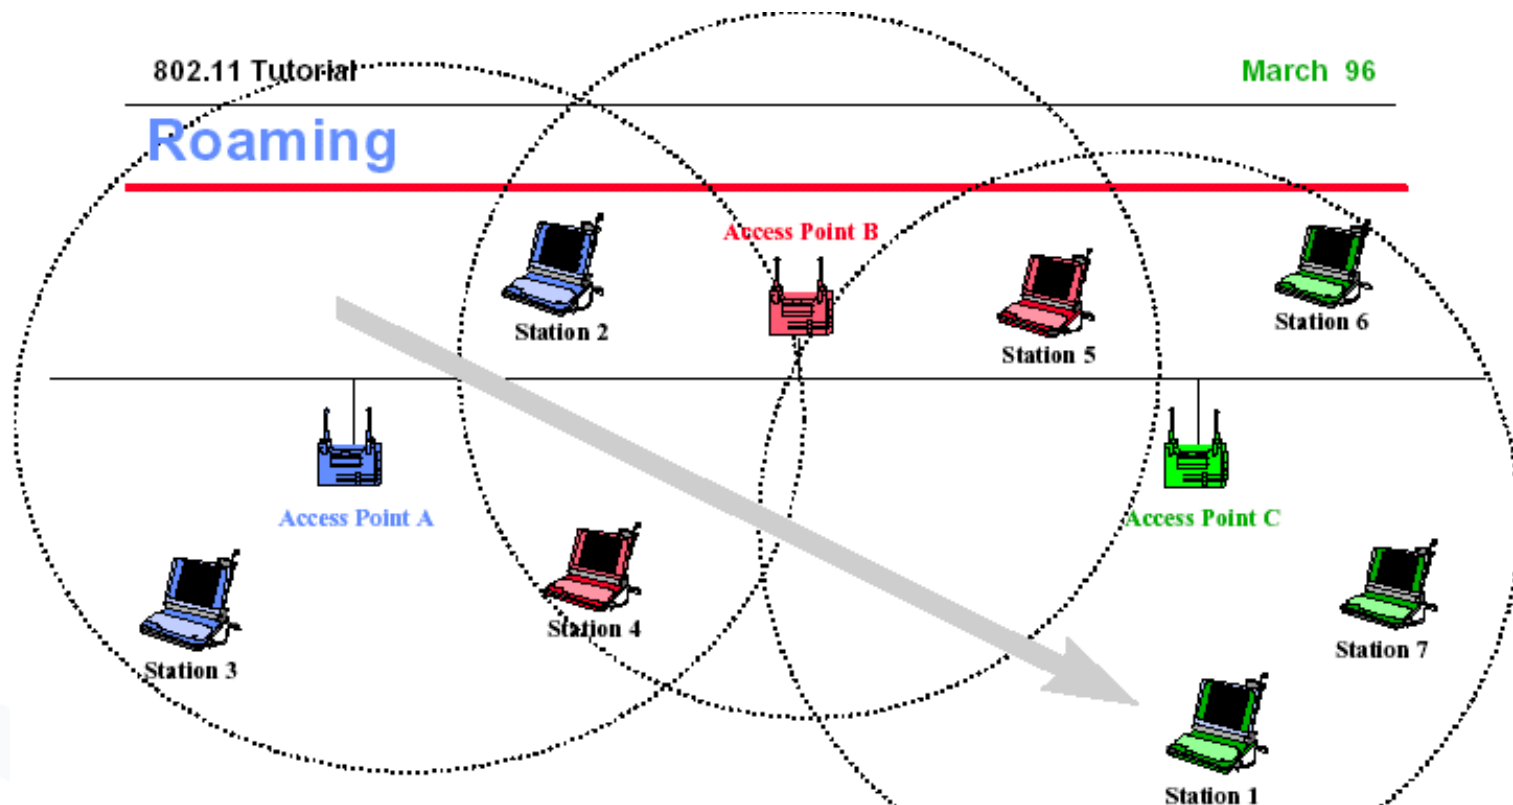 802.11 Tutorial
March 96
Roaming
Access Point B
Station 2
Station 5
Station 6
Access Point A
Access Point C
Station 4
Station 3
Station 7
Station 1